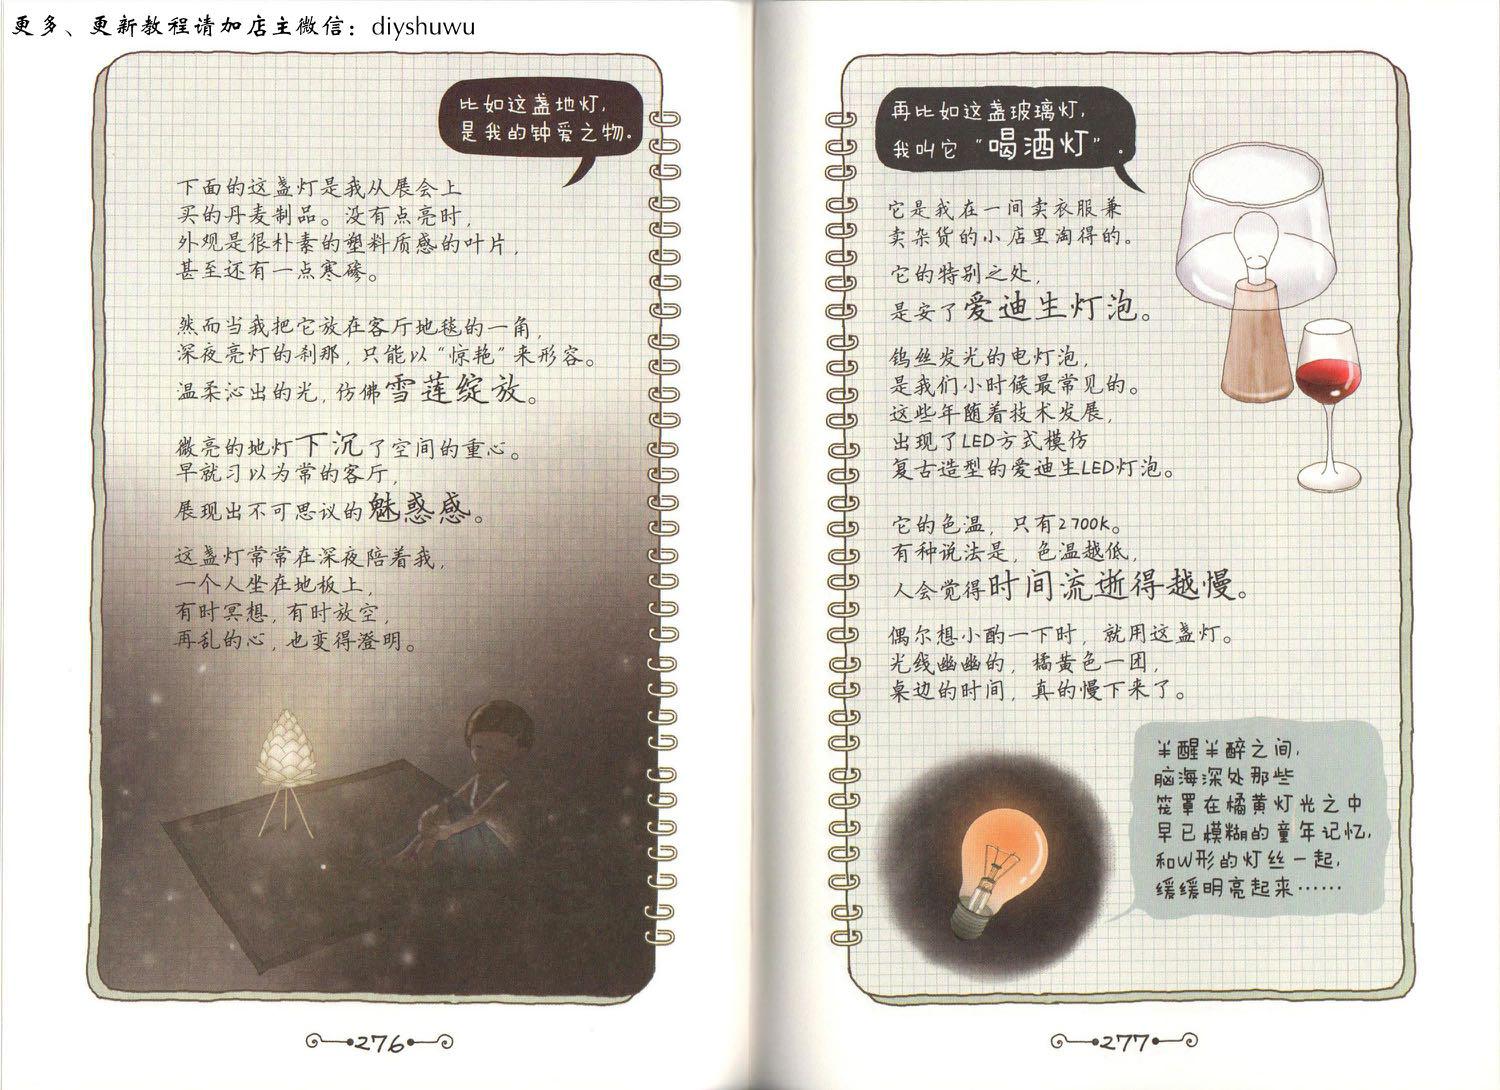 更多、更新教程请加店主微信：diyshuwu
比如这盏地灯，
是我的钟爱之物。
下面的这盏灯是我从展会上
买的丹麦制品。没有点亮时，
外观是很朴素的塑料质感的叶片，
甚至还有一点寒碜。
然而当我把它放在客厅地毯的一角，
深夜亮灯的刹那，只能以“惊艳”来形容。
温柔沁出的光，仿佛雪莲绽放。
微亮的地灯下沉了空间的重心。
早就习以为常的客厅，
展现出不可思议的魅惑感。
这盏灯常常在深夜陪着我，
一个人坐在地板上，
有时冥想，有时放空，
再乱的心，也变得澄明。
276
再比如这盏玻璃灯，
我叫它“喝酒灯”。
它是我在一间卖衣服兼
卖杂货的小店里淘得的。
它的特别之处，
是安了爱迪生灯泡。
钨丝发光的电灯泡，
是我们小时候最常见的。
这些年随着技术发展，
出现了LED方式模仿
复古造型的爱迪生LED灯泡。
它的色温，只有2700K。
有种说法是，色温越低，
人会觉得时间流逝得越慢。
偶尔想小酌一下时，就用这盏灯。
光线幽幽的，橘黄色一团，
桌边的时间，真的慢下来了。
半醒半醉之间，
脑海深处那些
笼罩在橘黄灯光之中
早已模糊的童年记忆，
和W形的灯丝一起，
缓缓明亮起来……
277